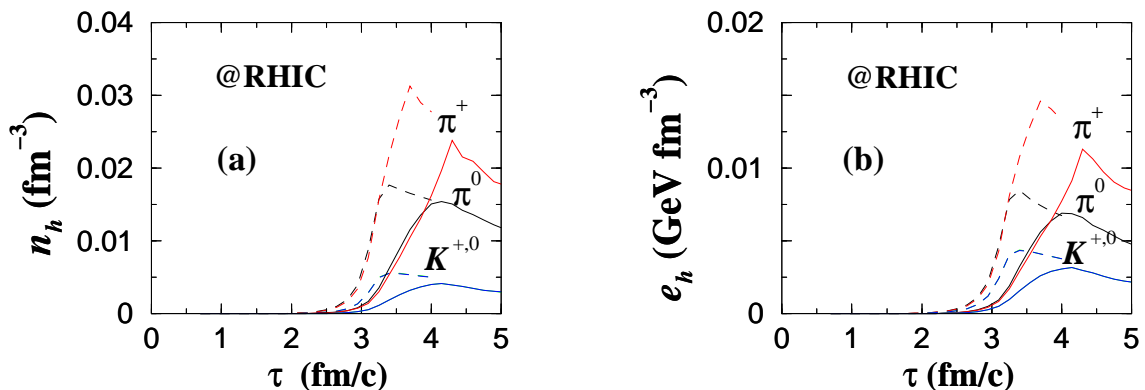 0.04
0.03
0.02
0.01
0
n_h (fm^−3)
@RHIC
(a)
π^+
π^0
K^+,0
0 1 2 3 4 5
τ (fm/c)
0.02
0.01
0
e_h (GeV fm^−3)
@RHIC
(b)
π^+
π^0
K^+,0
0 1 2 3 4 5
τ (fm/c)